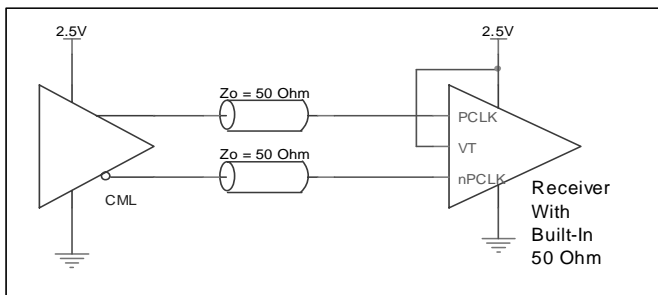 2.5V
2.5V
Zo = 50 Ohm
PCLK
VT
Zo = 50 Ohm
nPCLK
CML
Receiver
With
Built-In
50 Ohm